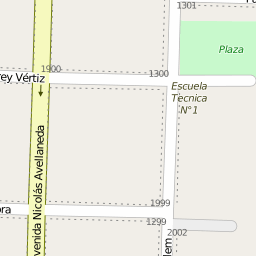 1301
Plaza
1900
1300
rey Vértiz
Escuela
Técnica
N°1
venida Nicolás Avellaneda
1999
ora
1299
2002
lem